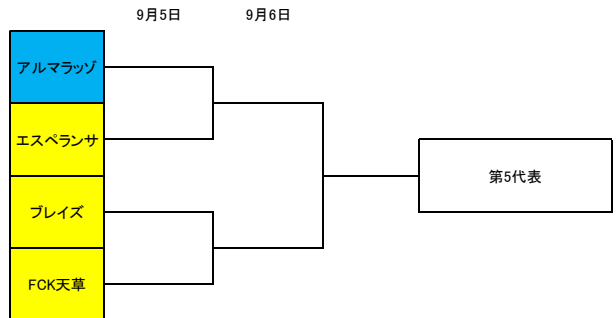 9月5日 9月6日
アルマラッゾ
エスペランサ
第5代表
ブレイズ
FCK天草